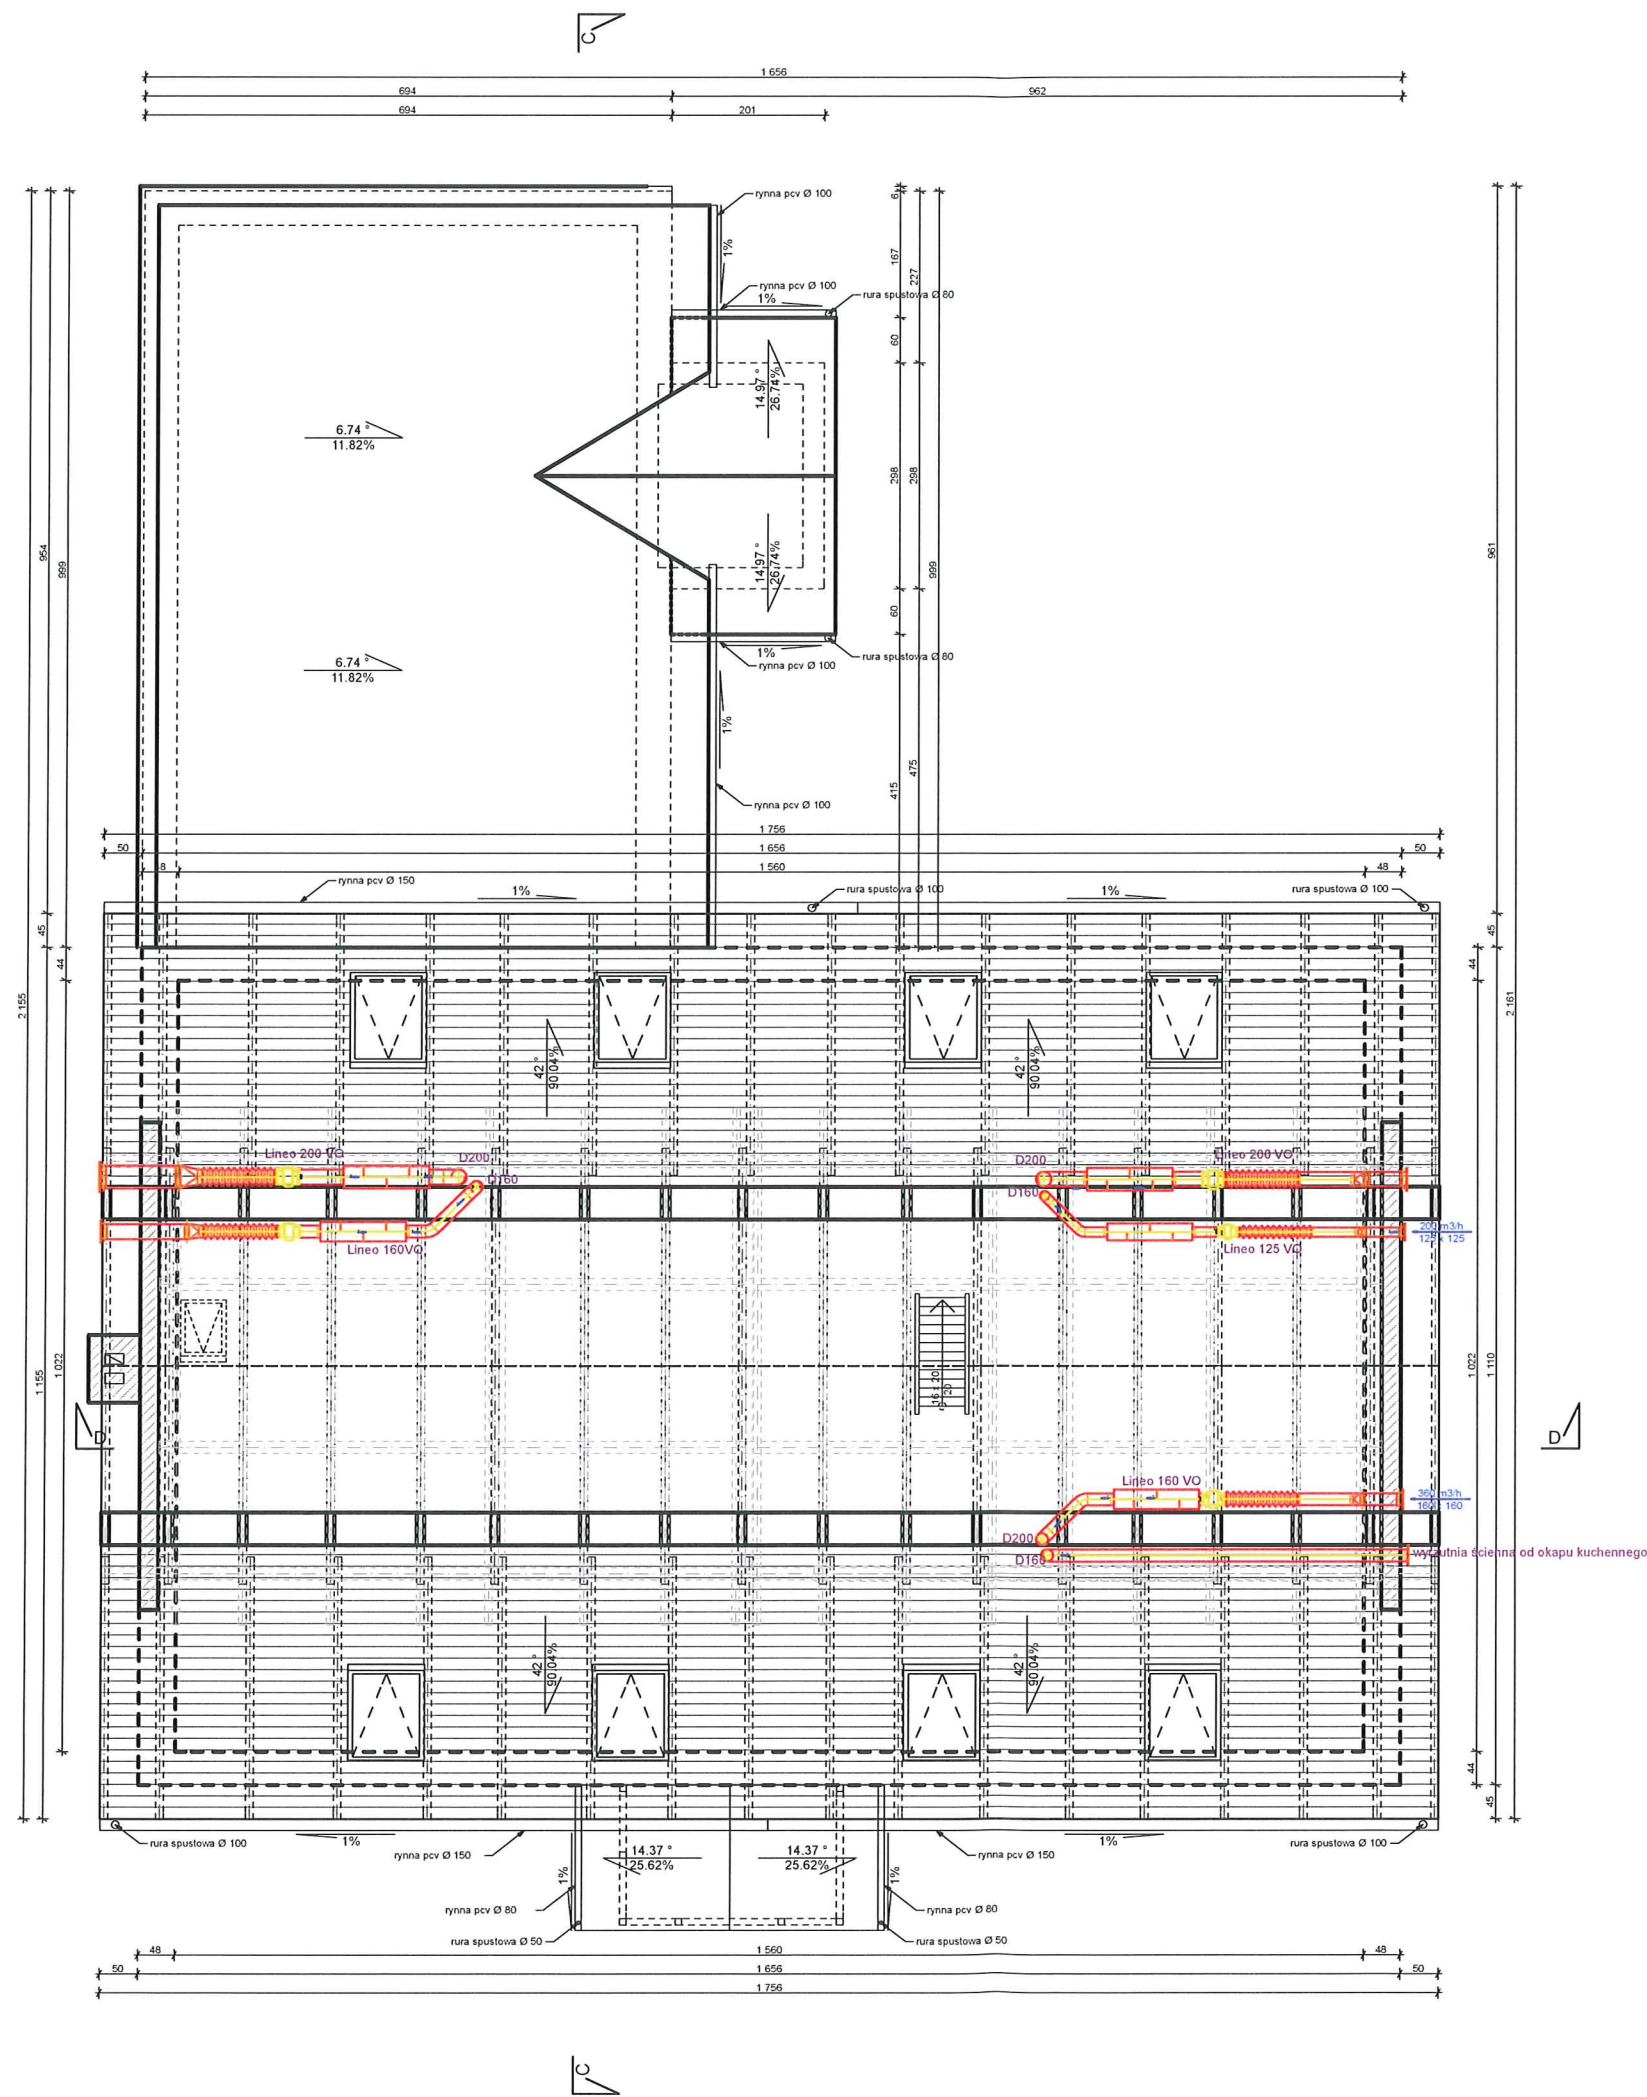 C
1 656
694
962
694
201
rynna pcv Ø 100
6
1%
167
227
rynna pcv Ø 100
1%
rura spustowa Ø 80
60
14.97 °
26.74%
6.74 °
11.82%
298
298
954
999
961
14.97 °
26.74%
999
60
1%
rynna pcv Ø 100
rura spustowa Ø 80
6.74 °
11.82%
1%
475
415
rynna pcv Ø 100
1 756
50
1 656
50
48
1 560
48
rynna pcv Ø 150
1%
rura spustowa Ø 100
1%
rura spustowa Ø 100
45
45
44
44
2 155
2 161
42 °
90.04%
42 °
90.04%
Lineo 200 VO
D200
D160
D200
Lineo 200 VO
D160
Lineo 160VO
Lineo 125 VO
200 m3/h
125 x 125
1 155
1 022
16 x 20
20
1 022
1 110
D
D
Lineo 160 VO
360 m3/h
160 x 160
D200
D160
wyrzutnia ścienna od okapu kuchennego
42 °
90.04%
42 °
90.04%
44
45
rura spustowa Ø 100
1%
rynna pcv Ø 150
14.37 °
25.62%
14.37 °
25.62%
rynna pcv Ø 150
1%
rura spustowa Ø 100
1%
1%
rynna pcv Ø 80
rynna pcv Ø 80
rura spustowa Ø 50
rura spustowa Ø 50
48
1 560
48
50
1 656
50
1 756
C